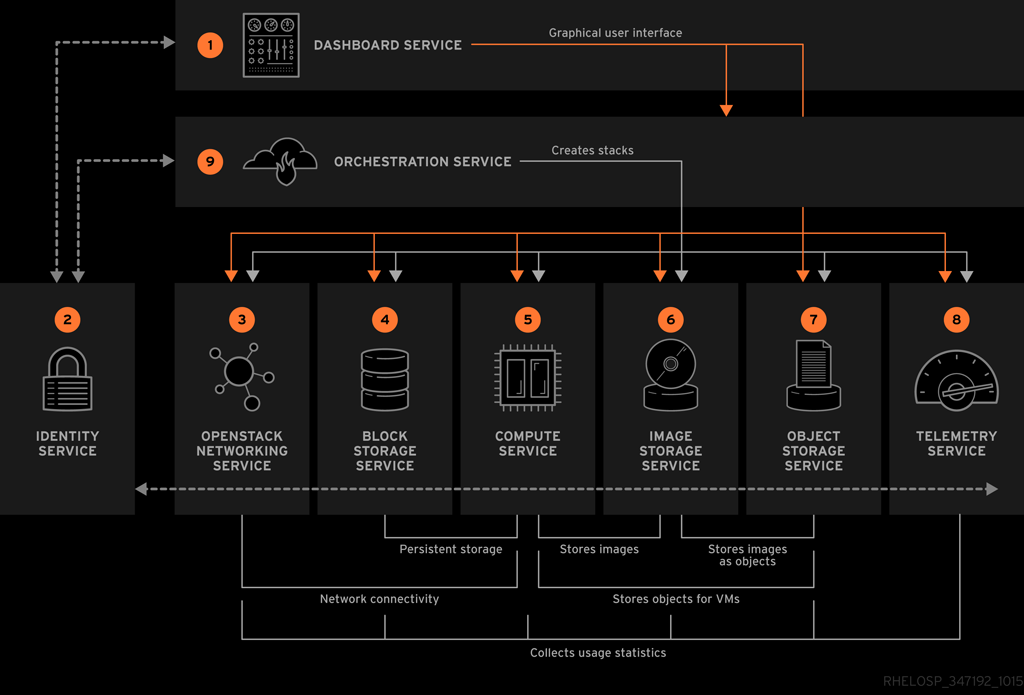 1
DASHBOARD SERVICE
Graphical user interface
9
ORCHESTRATION SERVICE
Creates stacks
2
IDENTITY
SERVICE
3
OPENSTACK
NETWORKING
SERVICE
4
BLOCK
STORAGE
SERVICE
5
COMPUTE
SERVICE
6
IMAGE
STORAGE
SERVICE
7
OBJECT
STORAGE
SERVICE
8
TELEMETRY
SERVICE
Persistent storage
Stores images
Stores images
as objects
Network connectivity
Stores objects for VMs
Collects usage statistics
RHELOSP_347192_1015